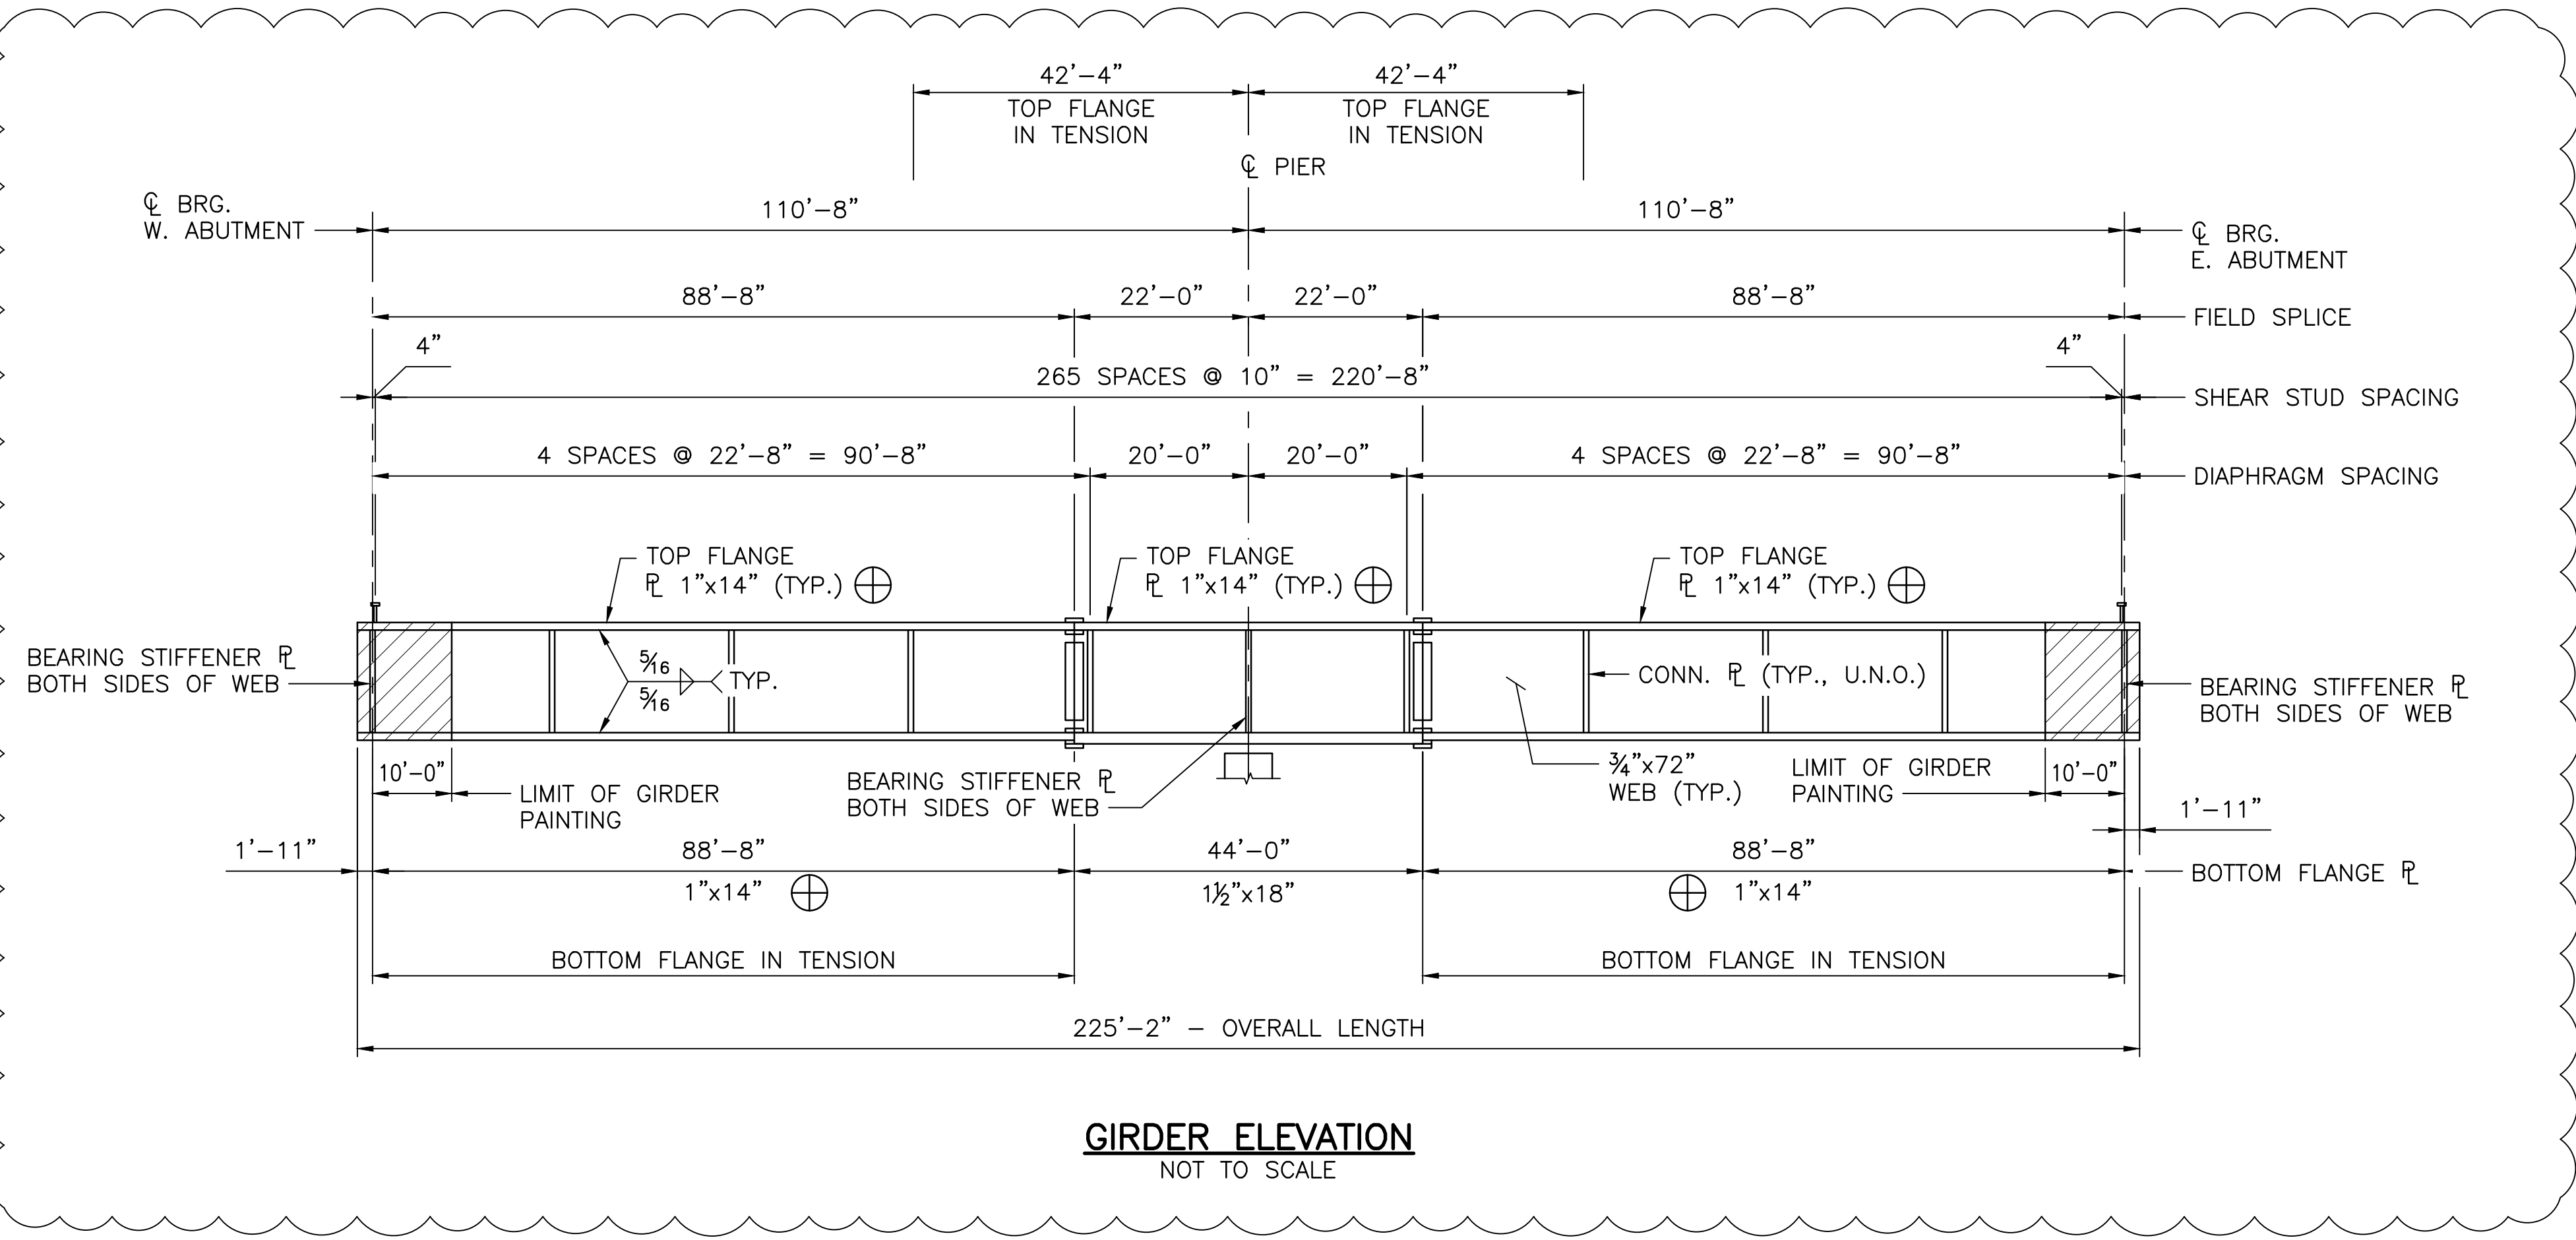 42'-4" 42'-4"
TOP FLANGE TOP FLANGE
IN TENSION IN TENSION
℄ PIER
℄ BRG.
W. ABUTMENT
110'-8" 110'-8"
℄ BRG.
E. ABUTMENT
88'-8" 22'-0" 22'-0" 88'-8"
FIELD SPLICE
4" 4"
265 SPACES @ 10" = 220'-8"
SHEAR STUD SPACING
4 SPACES @ 22'-8" = 90'-8" 20'-0" 20'-0" 4 SPACES @ 22'-8" = 90'-8"
DIAPHRAGM SPACING
TOP FLANGE TOP FLANGE TOP FLANGE
PL 1"x14" (TYP.) PL 1"x14" (TYP.) PL 1"x14" (TYP.)
BEARING STIFFENER PL
BOTH SIDES OF WEB
5/16
5/16
TYP.
CONN. PL (TYP., U.N.O.)
BEARING STIFFENER PL
BOTH SIDES OF WEB
10'-0"
LIMIT OF GIRDER
PAINTING
BEARING STIFFENER PL
BOTH SIDES OF WEB
3/4"x72"
WEB (TYP.)
LIMIT OF GIRDER
PAINTING
10'-0"
1'-11"
1'-11" 88'-8" 44'-0" 88'-8"
BOTTOM FLANGE PL
1"x14" 1½"x18" 1"x14"
BOTTOM FLANGE IN TENSION BOTTOM FLANGE IN TENSION
225'-2" - OVERALL LENGTH
GIRDER ELEVATION
NOT TO SCALE